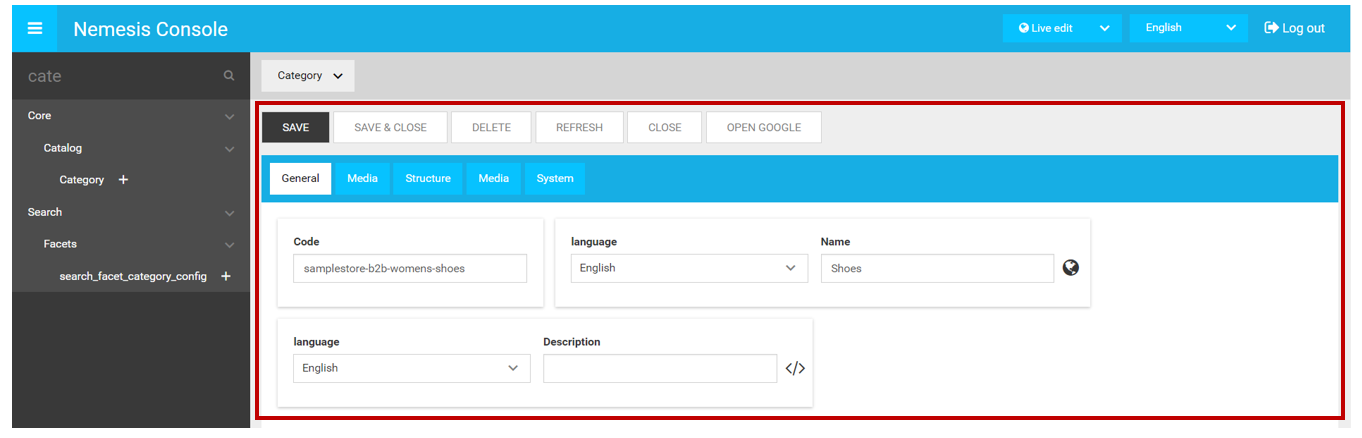 Nemesis Console
Live edit
English
Log out
cate
Category
Core
Catalog
Category +
Search
Facets
search_facet_category_config +
SAVE
SAVE & CLOSE
DELETE
REFRESH
CLOSE
OPEN GOOGLE
General
Media
Structure
Media
System
Code
samplestore-b2b-womens-shoes
language
English
Name
Shoes
language
English
Description
</>